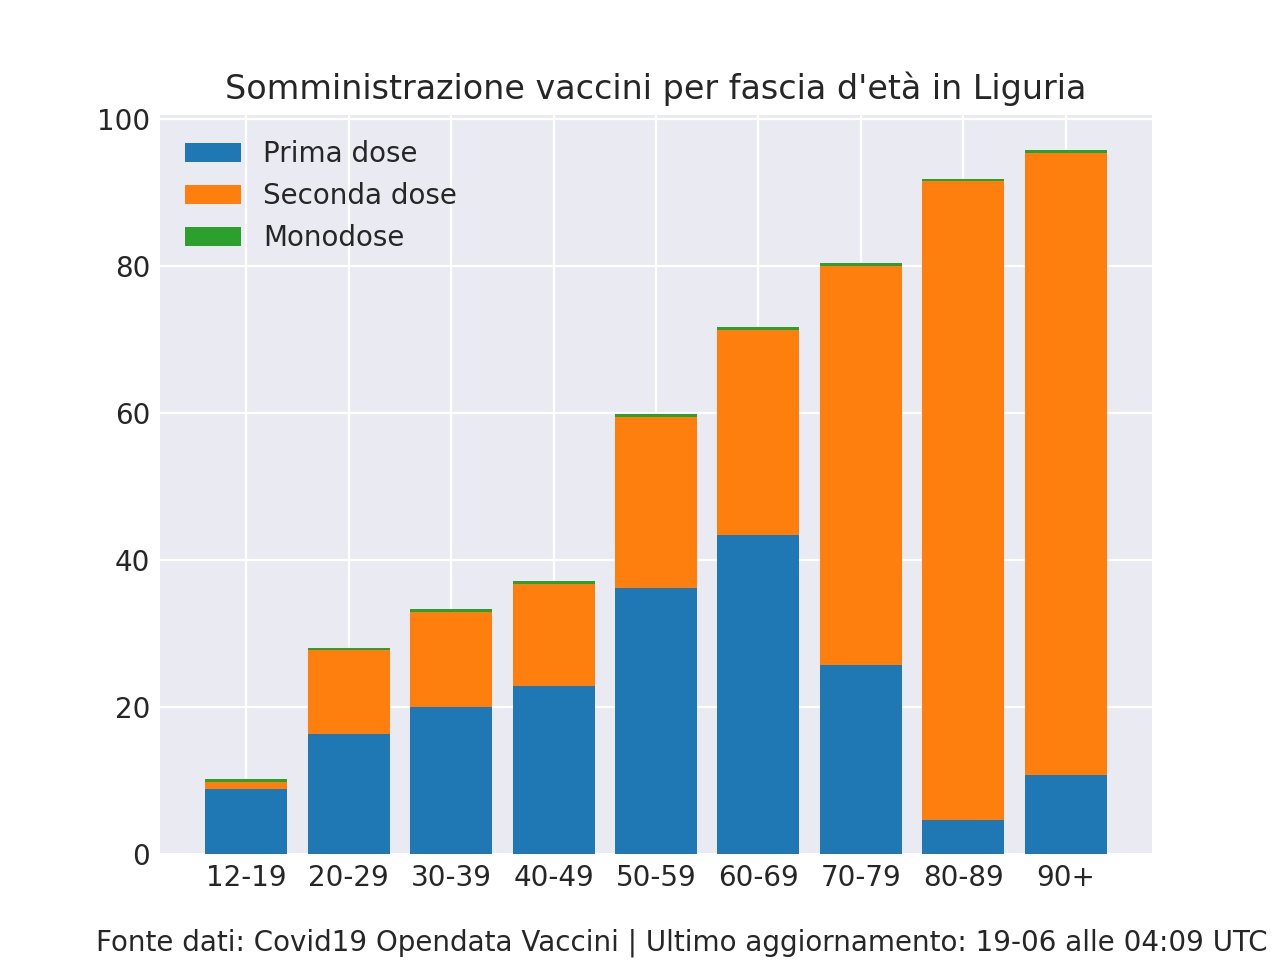 Somministrazione vaccini per fascia d'età in Liguria
100
80
60
40
20
0
Prima dose
Seconda dose
Monodose
12-19 20-29 30-39 40-49 50-59 60-69 70-79 80-89 90+
Fonte dati: Covid19 Opendata Vaccini | Ultimo aggiornamento: 19-06 alle 04:09 UTC